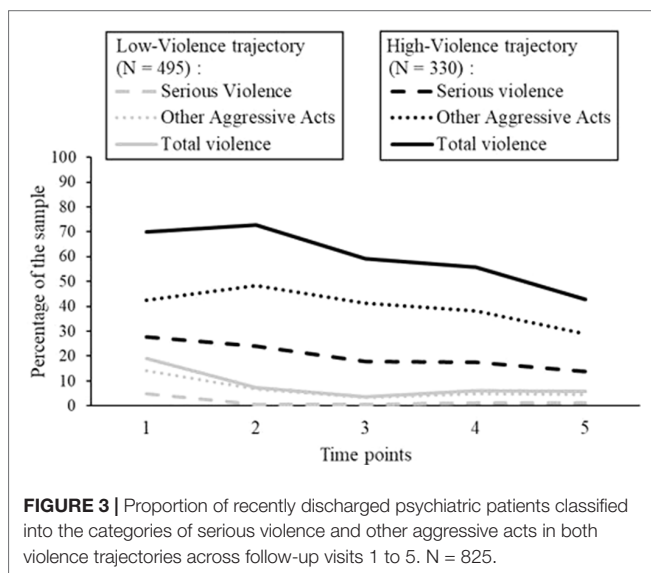 Low-Violence trajectory
(N = 495) :
Serious Violence
Other Aggressive Acts
Total violence
High-Violence trajectory
(N = 330) :
Serious violence
Other Aggressive Acts
Total violence
Percentage of the sample
100
90
80
70
60
50
40
30
20
10
0
1 2 3 4 5
Time points
FIGURE 3 | Proportion of recently discharged psychiatric patients classified
into the categories of serious violence and other aggressive acts in both
violence trajectories across follow-up visits 1 to 5. N = 825.